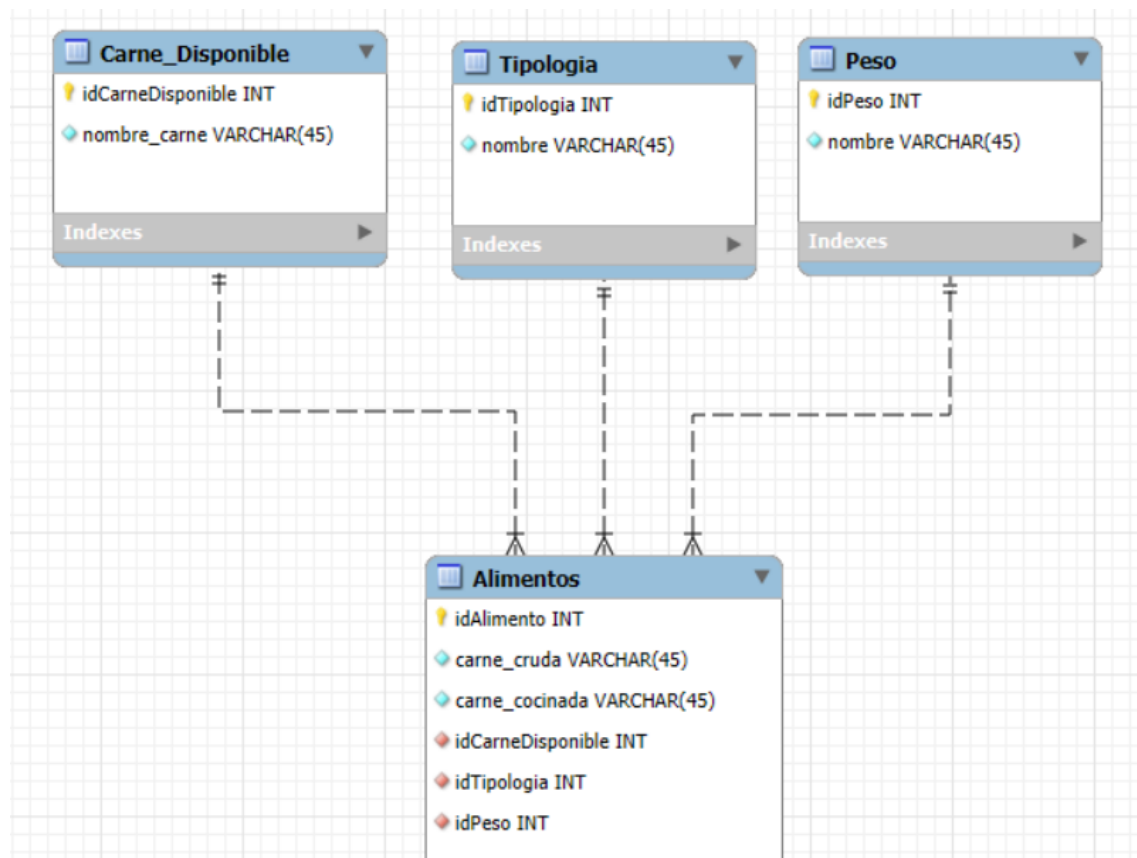 Carne_Disponible
idCarneDisponible INT
nombre_carne VARCHAR(45)
Indexes
Tipologia
idTipologia INT
nombre VARCHAR(45)
Indexes
Peso
idPeso INT
nombre VARCHAR(45)
Indexes
Alimentos
idAlimento INT
carne_cruda VARCHAR(45)
carne_cocinada VARCHAR(45)
idCarneDisponible INT
idTipologia INT
idPeso INT